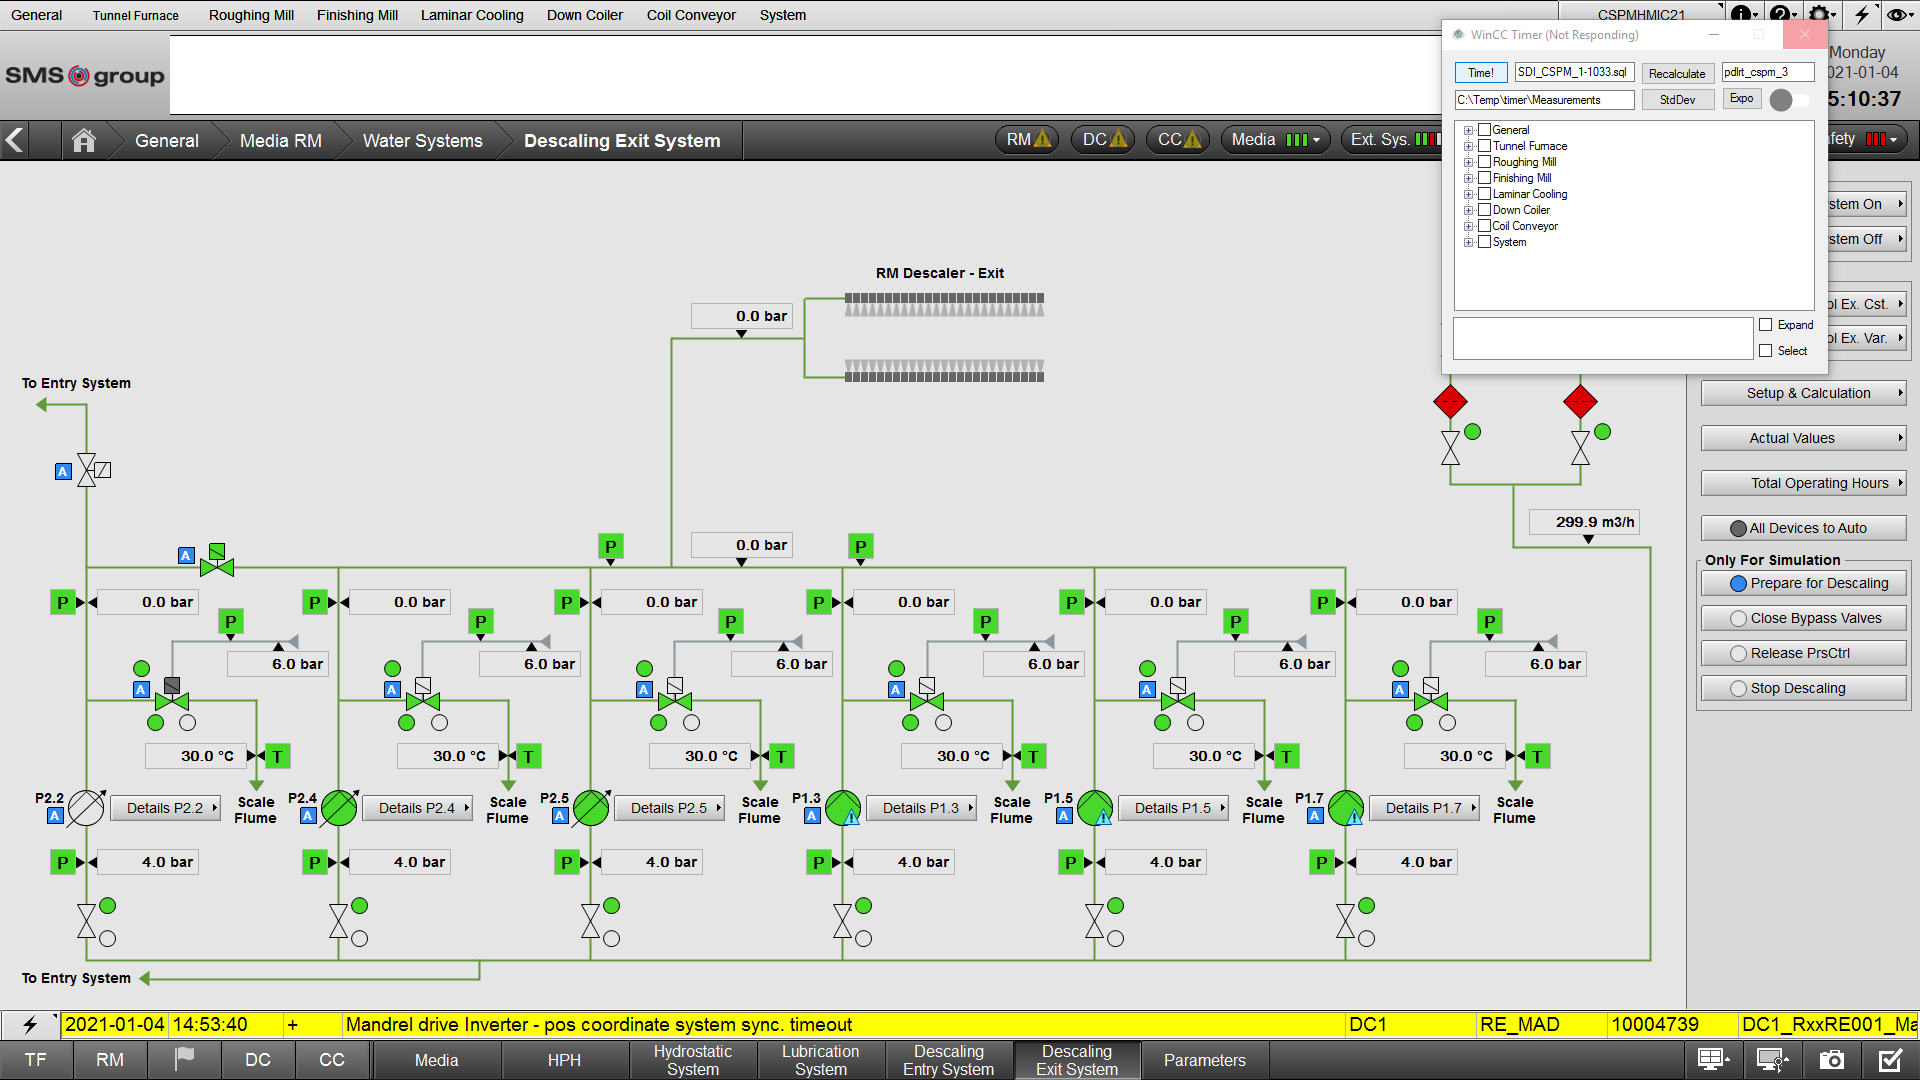 General Tunnel Furnace Roughing Mill Finishing Mill Laminar Cooling Down Coiler Coil Conveyor System CSPMHMIC21
SMS group
Monday
021-01-04
5:10:37
General Media RM Water Systems Descaling Exit System RM DC CC Media Ext. Sys. fety
WinCC Timer (Not Responding)
Time! SDI_CSPM_1-1033.sql Recalculate pdlrt_cspm_3
C:\Temp\timer\Measurements StdDev Expo
General
Tunnel Furnace
Roughing Mill
Finishing Mill
Laminar Cooling
Down Coiler
Coil Conveyor
System
Expand
Select
stem On
stem Off
ol Ex. Cst.
ol Ex. Var.
Setup & Calculation
Actual Values
Total Operating Hours
All Devices to Auto
Only For Simulation
Prepare for Descaling
Close Bypass Valves
Release PrsCtrl
Stop Descaling
RM Descaler - Exit
0.0 bar
To Entry System
A
299.9 m3/h
A P 0.0 bar P
P 0.0 bar P 0.0 bar P 0.0 bar P 0.0 bar P 0.0 bar P 0.0 bar
P P P P P P
6.0 bar 6.0 bar 6.0 bar 6.0 bar 6.0 bar 6.0 bar
A A A A A A
30.0 °C T 30.0 °C T 30.0 °C T 30.0 °C T 30.0 °C T 30.0 °C T
P2.2 A Details P2.2 Scale Flume
P2.4 A Details P2.4 Scale Flume
P2.5 A Details P2.5 Scale Flume
P1.3 A Details P1.3 Scale Flume
P1.5 A Details P1.5 Scale Flume
P1.7 A Details P1.7 Scale Flume
P 4.0 bar P 4.0 bar P 4.0 bar P 4.0 bar P 4.0 bar P 4.0 bar
To Entry System
2021-01-04 14:53:40 + Mandrel drive Inverter - pos coordinate system sync. timeout DC1 RE_MAD 10004739 DC1_RxxRE001_Ma
TF RM DC CC Media HPH Hydrostatic System Lubrication System Descaling Entry System Descaling Exit System Parameters